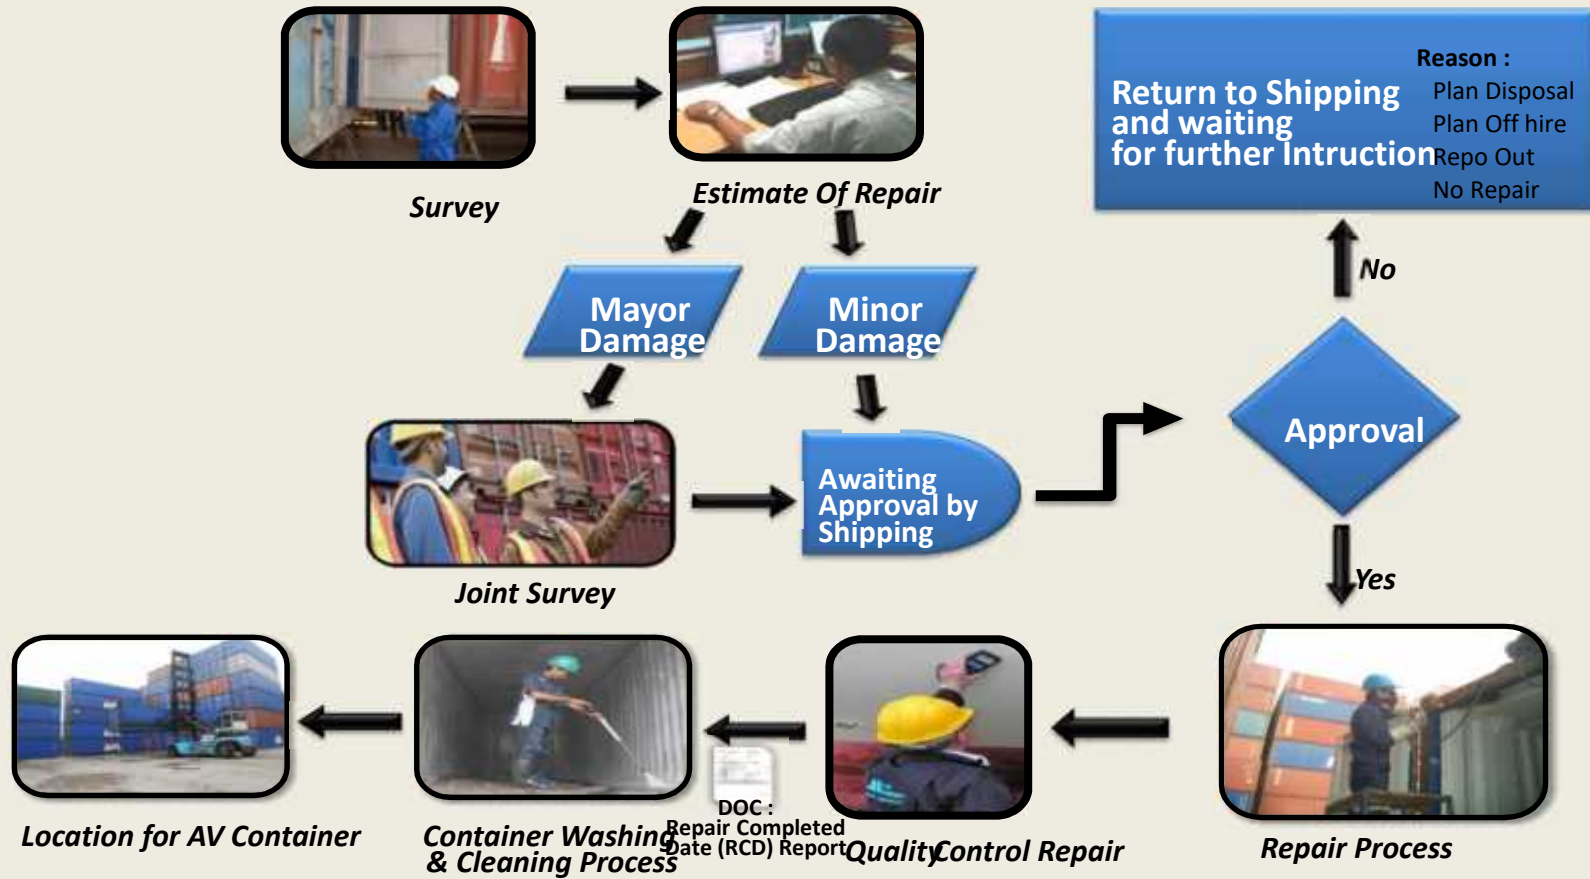 Survey
Estimate Of Repair
Return to Shipping
and waiting
for further Intruction
Reason :
Plan Disposal
Plan Off hire
Repo Out
No Repair
Mayor
Damage
Minor
Damage
No
Approval
Awaiting
Approval by
Shipping
Joint Survey
Yes
Location for AV Container
Container Washing
& Cleaning Process
DOC :
Repair Completed
Date (RCD) Report
Quality Control Repair
Repair Process